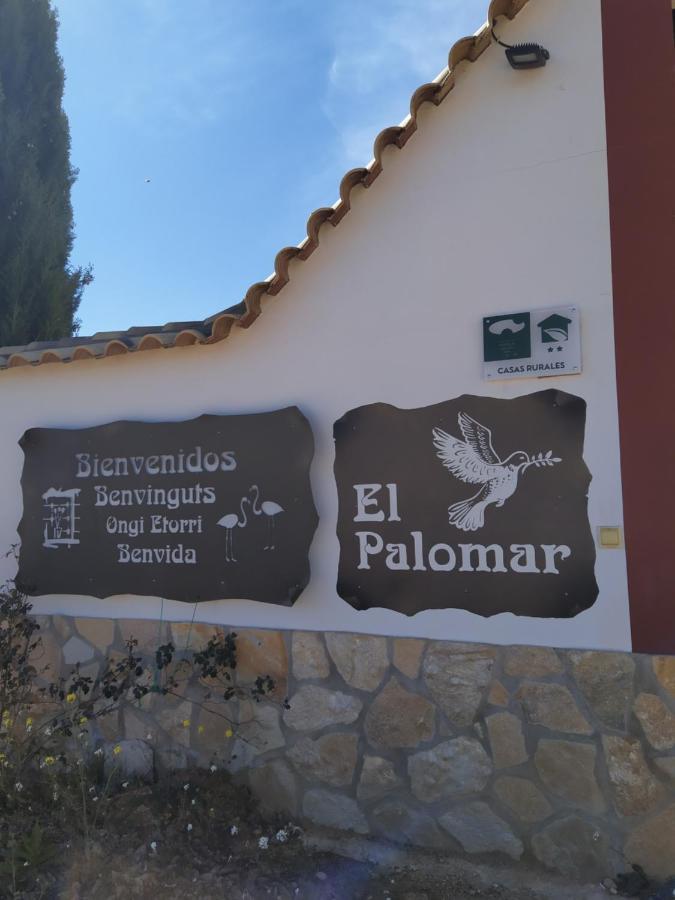 Bienvenidos
Benvinguts
Ongi Etorri
Benvida
El
Palomar
CASAS RURALES